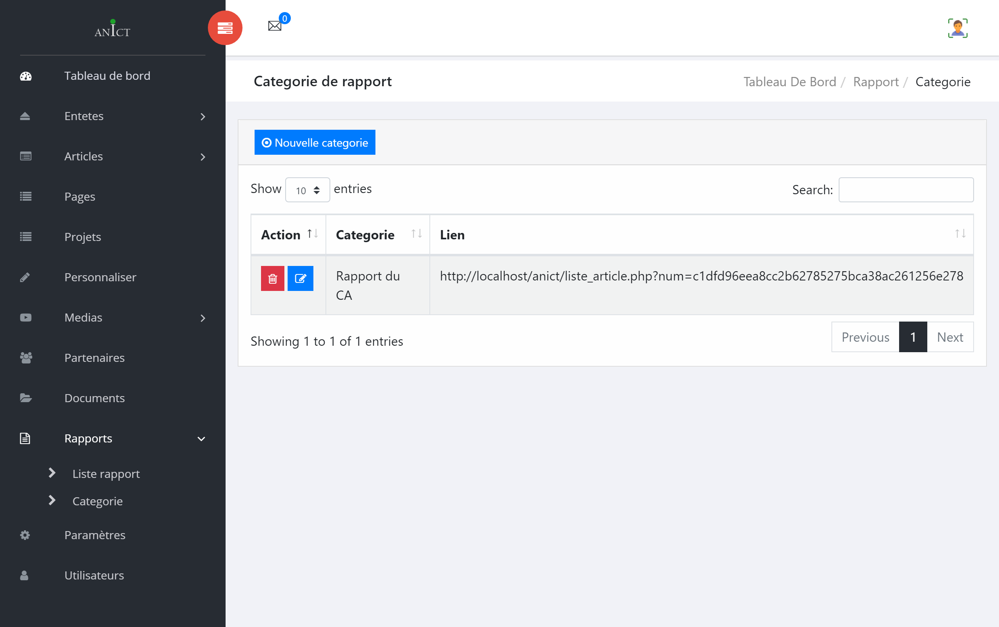 ANICT
0
Tableau de bord
Entetes
Articles
Pages
Projets
Personnaliser
Medias
Partenaires
Documents
Rapports
Liste rapport
Categorie
Paramètres
Utilisateurs
Categorie de rapport
Tableau De Bord / Rapport / Categorie
Nouvelle categorie
Show 10 entries
Search:
Action Categorie Lien
Rapport du CA http://localhost/anict/liste_article.php?num=c1dfd96eea8cc2b62785275bca38ac261256e278
Showing 1 to 1 of 1 entries
Previous 1 Next